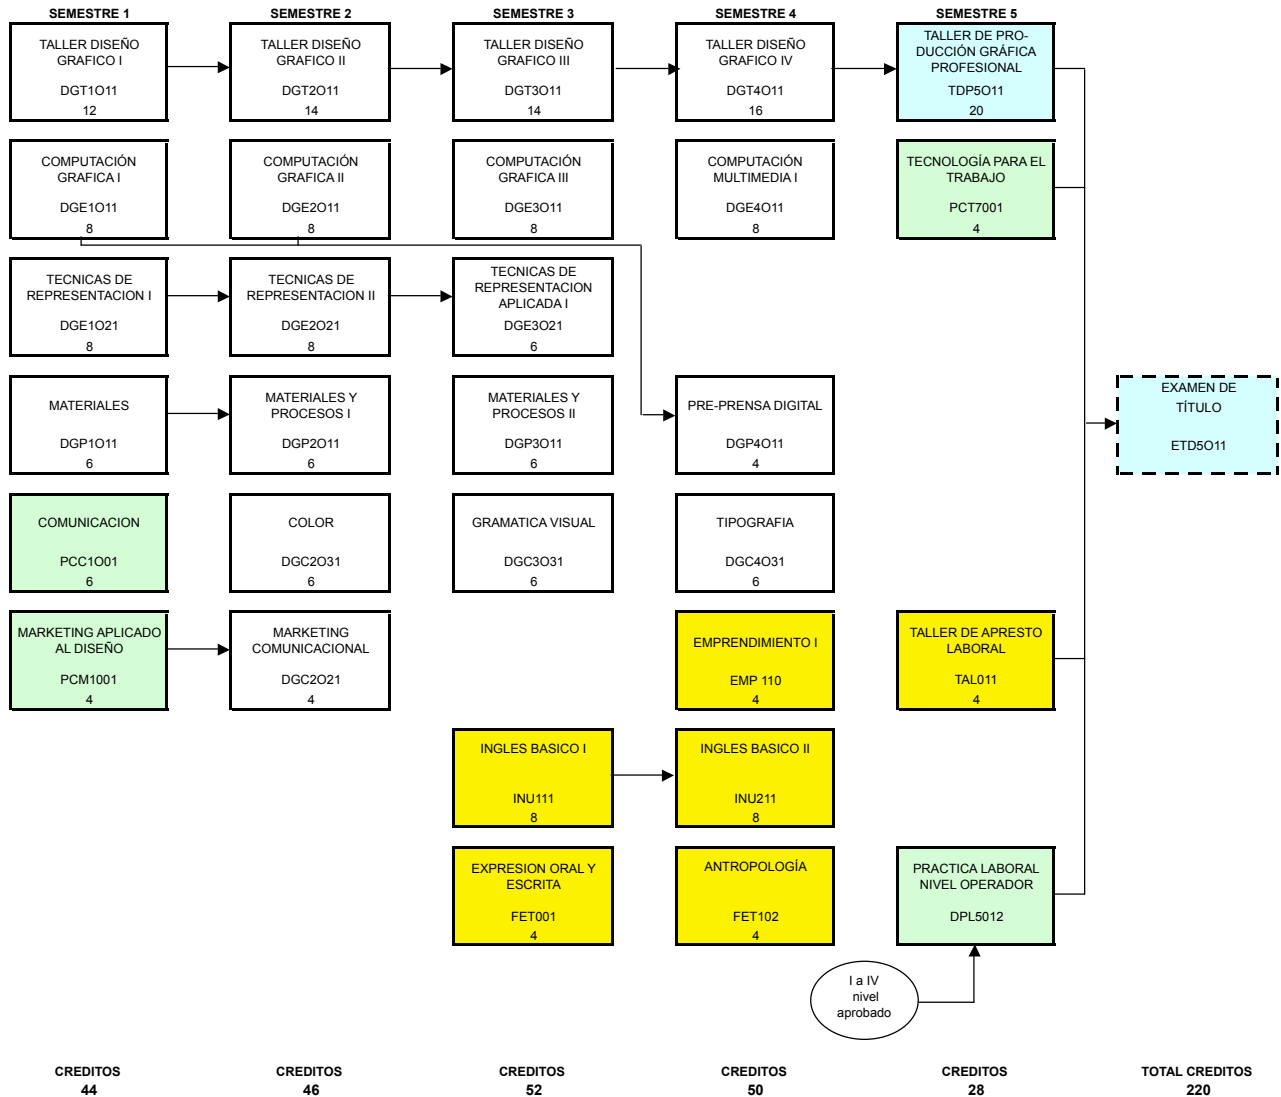 SEMESTRE 1
SEMESTRE 2
SEMESTRE 3
SEMESTRE 4
SEMESTRE 5
TALLER DISEÑO
GRAFICO I
DGT1O11
12
TALLER DISEÑO
GRAFICO II
DGT2O11
14
TALLER DISEÑO
GRAFICO III
DGT3O11
14
TALLER DISEÑO
GRAFICO IV
DGT4O11
16
TALLER DE PRO-
DUCCIÓN GRÁFICA
PROFESIONAL
TDP5O11
20
COMPUTACIÓN
GRAFICA I
DGE1O11
8
COMPUTACIÓN
GRAFICA II
DGE2O11
8
COMPUTACIÓN
GRAFICA III
DGE3O11
8
COMPUTACIÓN
MULTIMEDIA I
DGE4O11
8
TECNOLOGÍA PARA EL
TRABAJO
PCT7001
4
TECNICAS DE
REPRESENTACION I
DGE1O21
8
TECNICAS DE
REPRESENTACION II
DGE2O21
8
TECNICAS DE
REPRESENTACION
APLICADA I
DGE3O21
6
MATERIALES
DGP1O11
6
MATERIALES Y
PROCESOS I
DGP2O11
6
MATERIALES Y
PROCESOS II
DGP3O11
6
PRE-PRENSA DIGITAL
DGP4O11
4
EXAMEN DE
TÍTULO
ETD5O11
COMUNICACION
PCC1O01
6
COLOR
DGC2O31
6
GRAMATICA VISUAL
DGC3O31
6
TIPOGRAFIA
DGC4O31
6
MARKETING APLICADO
AL DISEÑO
PCM1001
4
MARKETING
COMUNICACIONAL
DGC2O21
4
EMPRENDIMIENTO I
EMP 110
4
TALLER DE APRESTO
LABORAL
TAL011
4
INGLES BASICO I
INU111
8
INGLES BASICO II
INU211
8
EXPRESION ORAL Y
ESCRITA
FET001
4
ANTROPOLOGÍA
FET102
4
PRACTICA LABORAL
NIVEL OPERADOR
DPL5012
I a IV
nivel
aprobado
CREDITOS
44
CREDITOS
46
CREDITOS
52
CREDITOS
50
CREDITOS
28
TOTAL CREDITOS
220